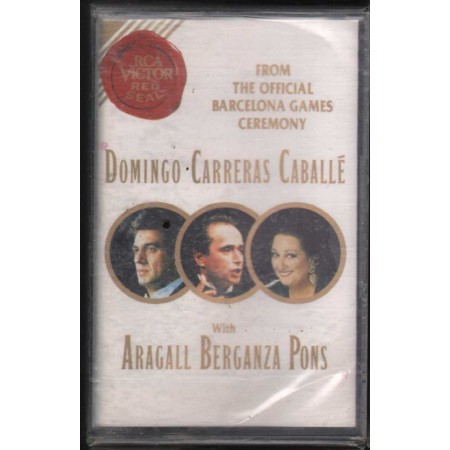 RCA
VICTOR
RED
SEAL
FROM
THE OFFICIAL
BARCELONA GAMES
CEREMONY
DOMINGO CARRERAS CABALLÉ
With
ARAGALL BERGANZA PONS